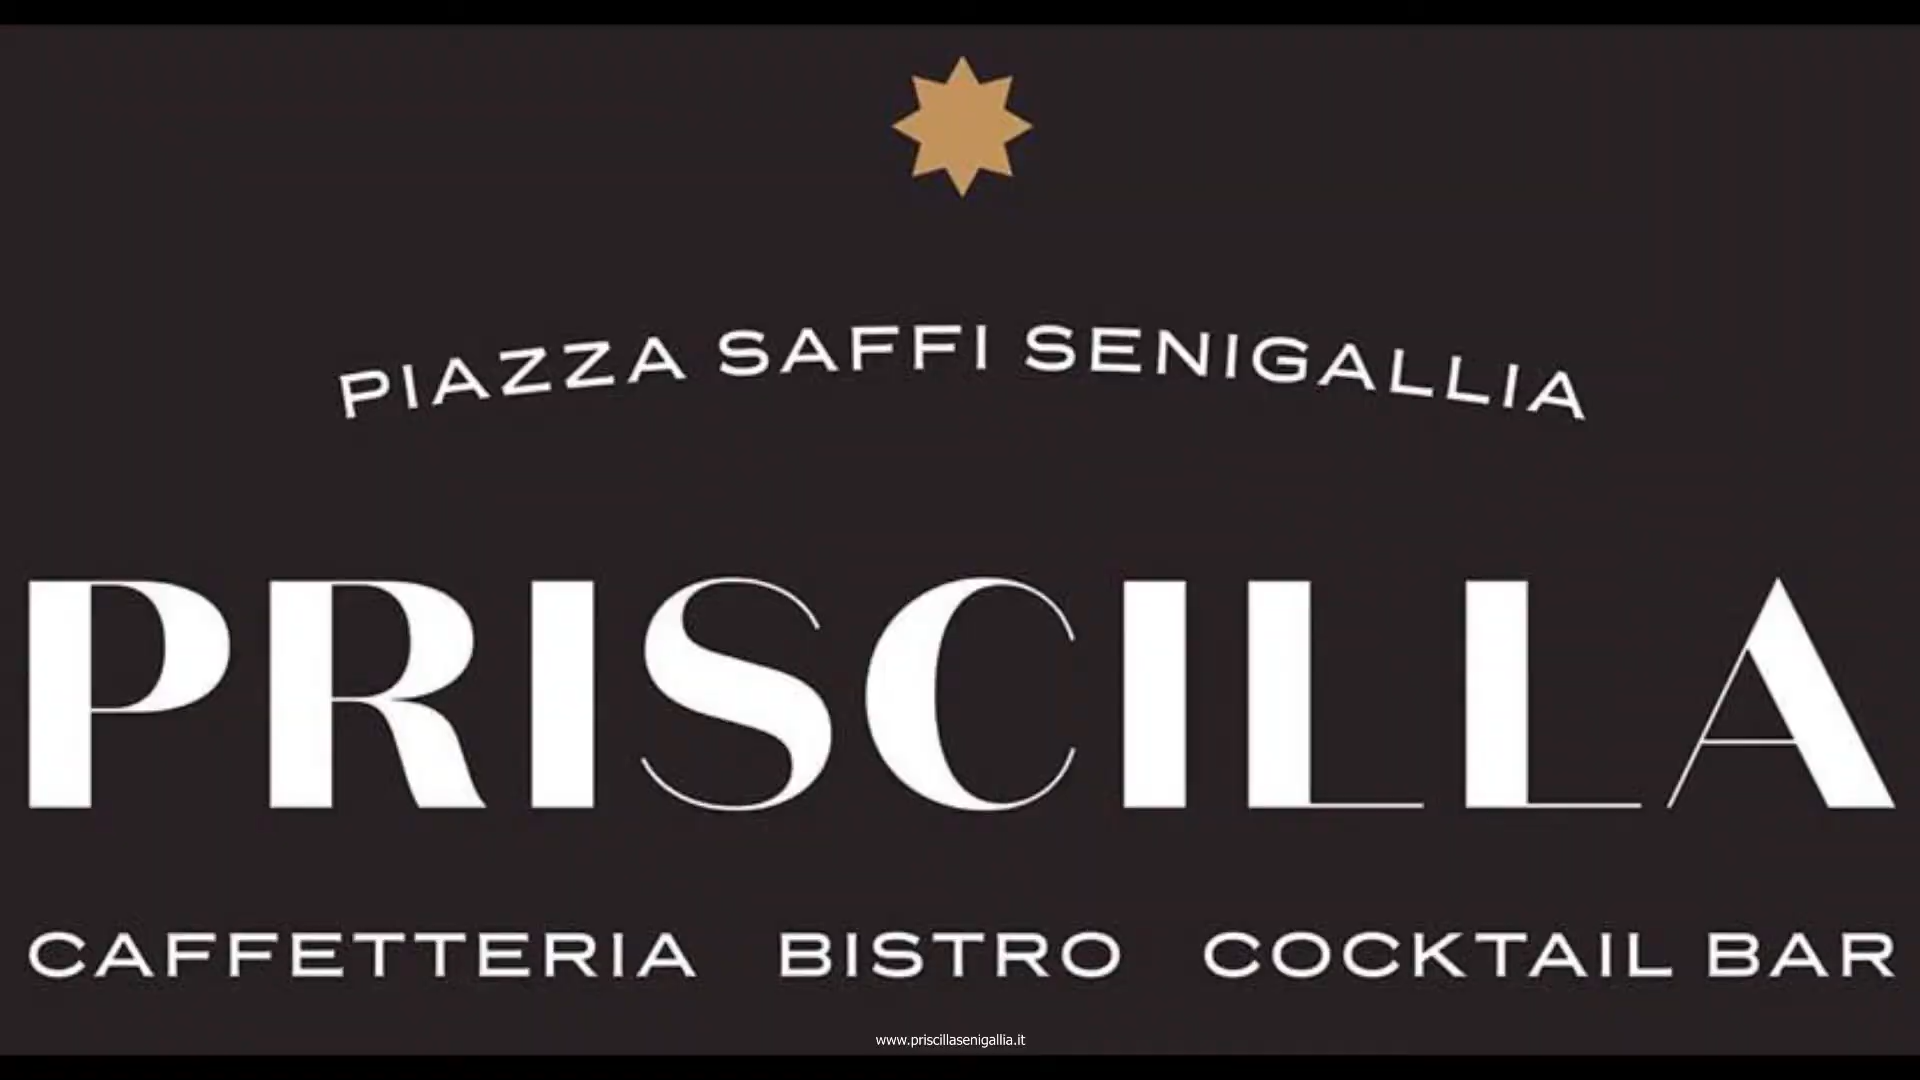 PIAZZA SAFFI SENIGALLIA
PRISCILLA
CAFFETTERIA BISTRO COCKTAIL BAR
www.priscillasenigallia.it